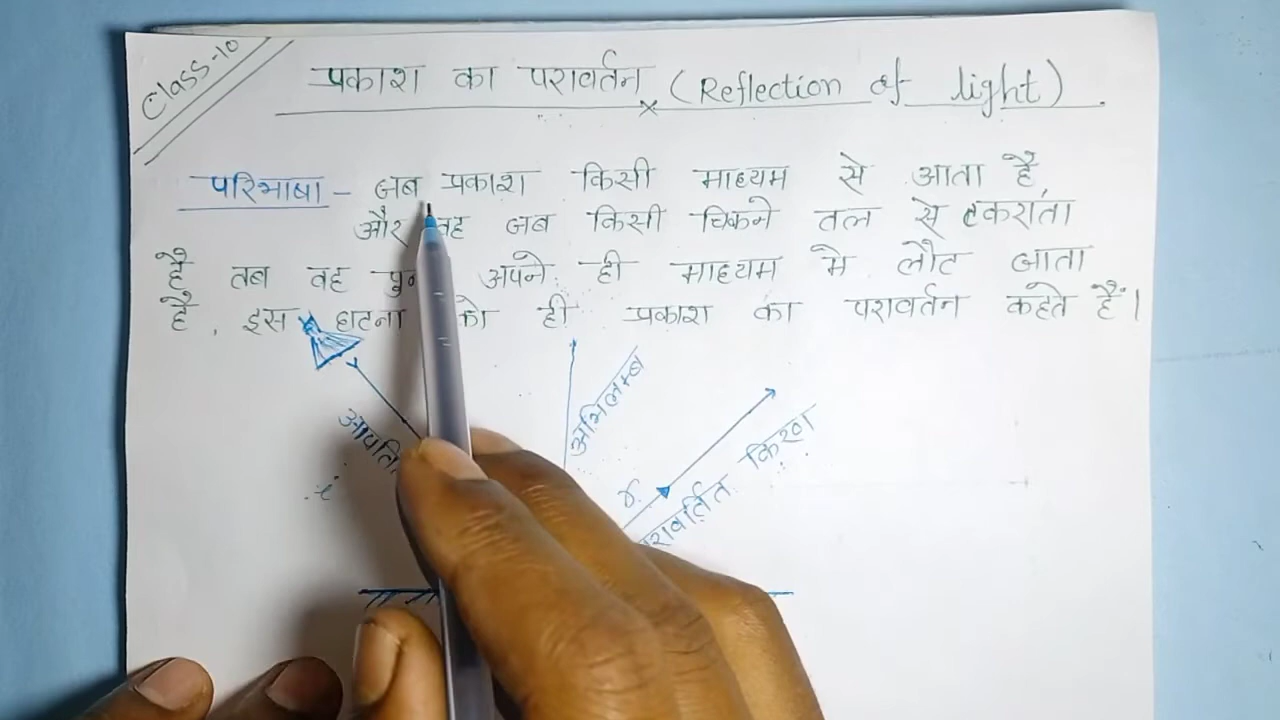 Class-10
प्रकाश का परावर्तन (Reflection of light)
परिभाषा - जब प्रकाश किसी माध्यम से आता है,
और वह जब किसी चिकने तल से टकराता
है तब वह अपने ही माध्यम मे लौट जाता
है, इस घटना को ही प्रकाश का परावर्तन कहते हैं।
अभिलम्ब
i
r
परावर्तित किरण